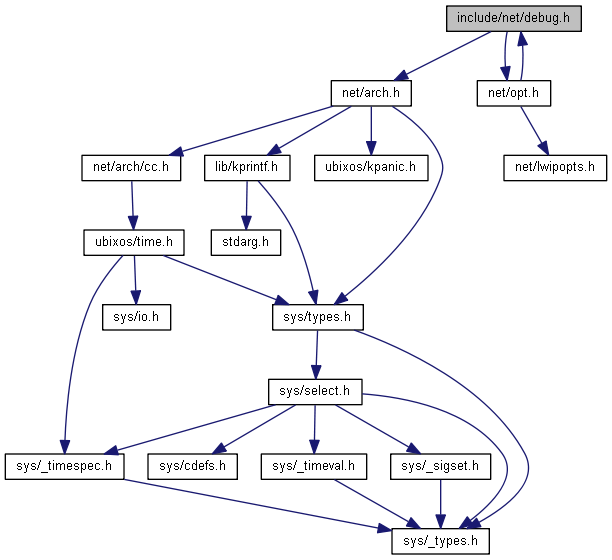 include/net/debug.h
net/arch.h
net/opt.h
net/arch/cc.h
lib/kprintf.h
ubixos/kpanic.h
net/lwipopts.h
ubixos/time.h
stdarg.h
sys/io.h
sys/types.h
sys/select.h
sys/_timespec.h
sys/cdefs.h
sys/_timeval.h
sys/_sigset.h
sys/_types.h